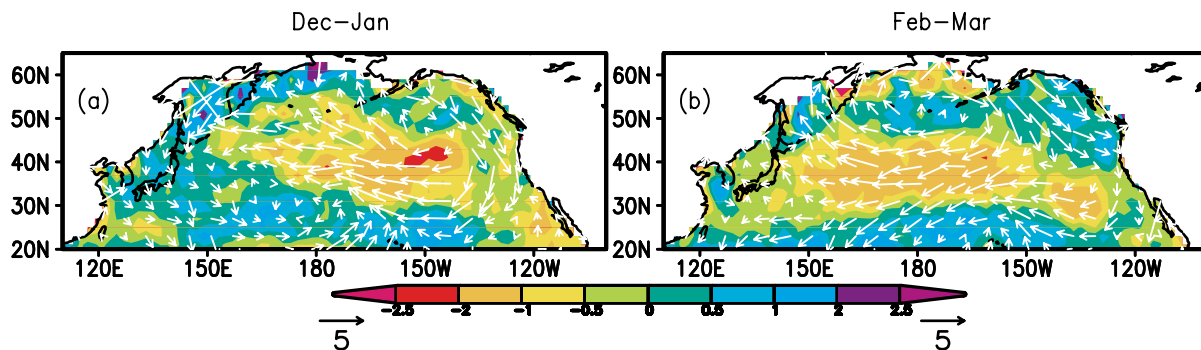 Dec-Jan Feb-Mar
60N 60N
(a) (b)
50N 50N
40N 40N
30N 30N
20N 20N
120E 150E 180 150W 120W 120E 150E 180 150W 120W
-2.5 -2 -1 -0.5 0 0.5 1 2 2.5
5 5